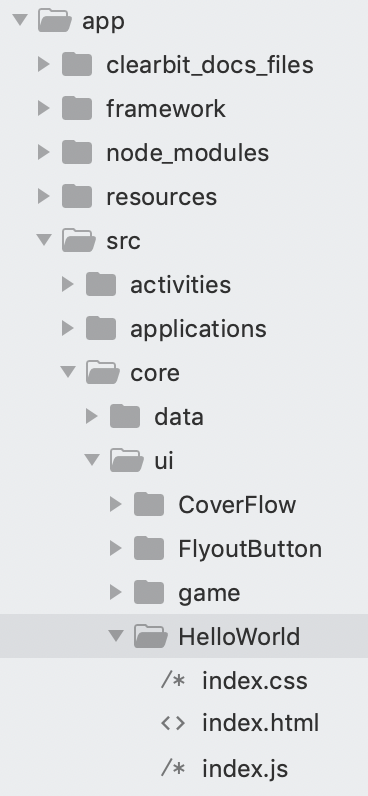 app
clearbit_docs_files
framework
node_modules
resources
src
activities
applications
core
data
ui
CoverFlow
FlyoutButton
game
HelloWorld
/* index.css
<> index.html
/* index.js